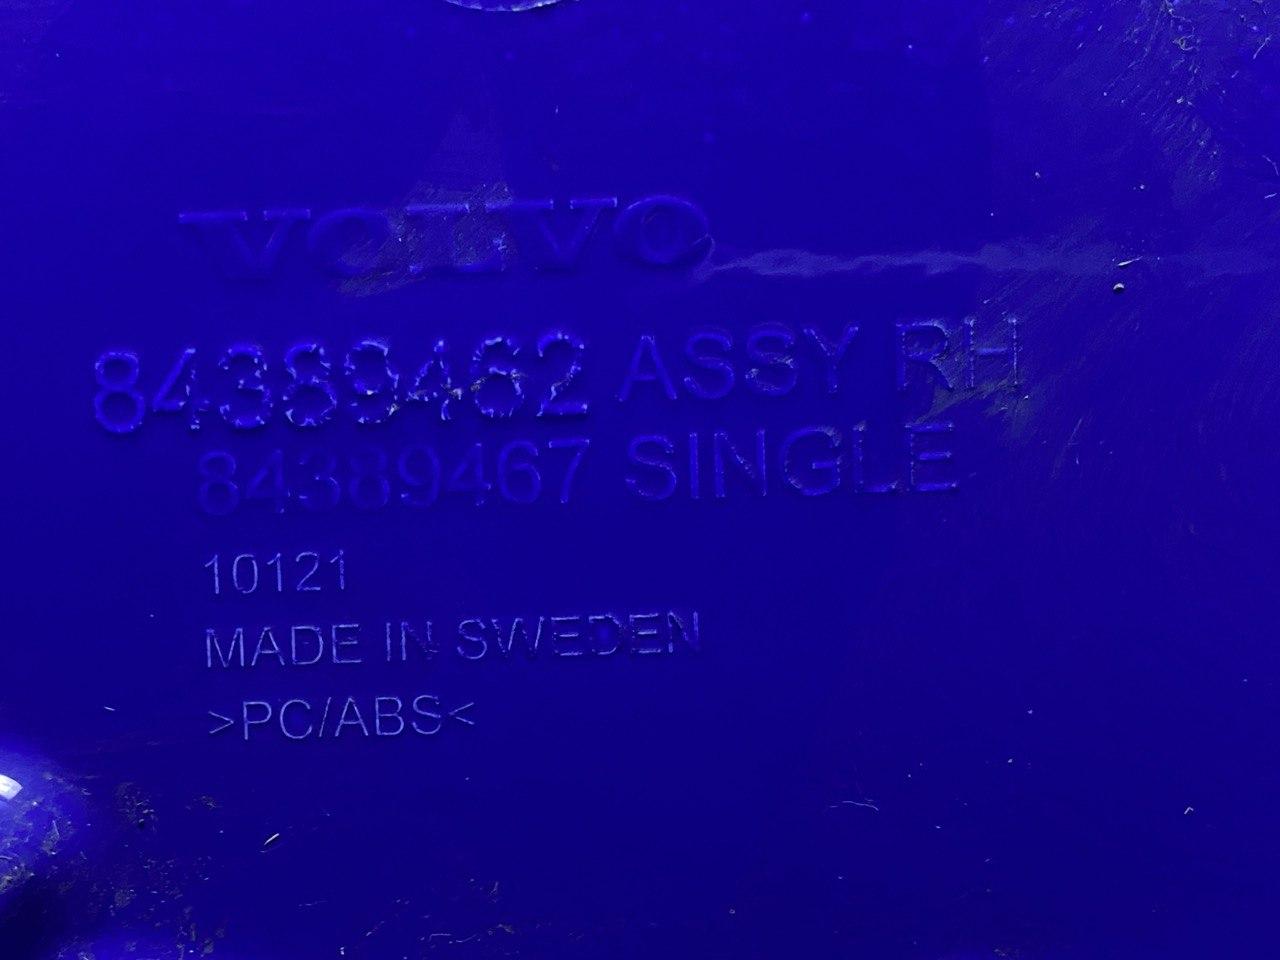 VOLVO
84389462 ASSY RH
84389467 SINGLE
10121
MADE IN SWEDEN
>PC/ABS<